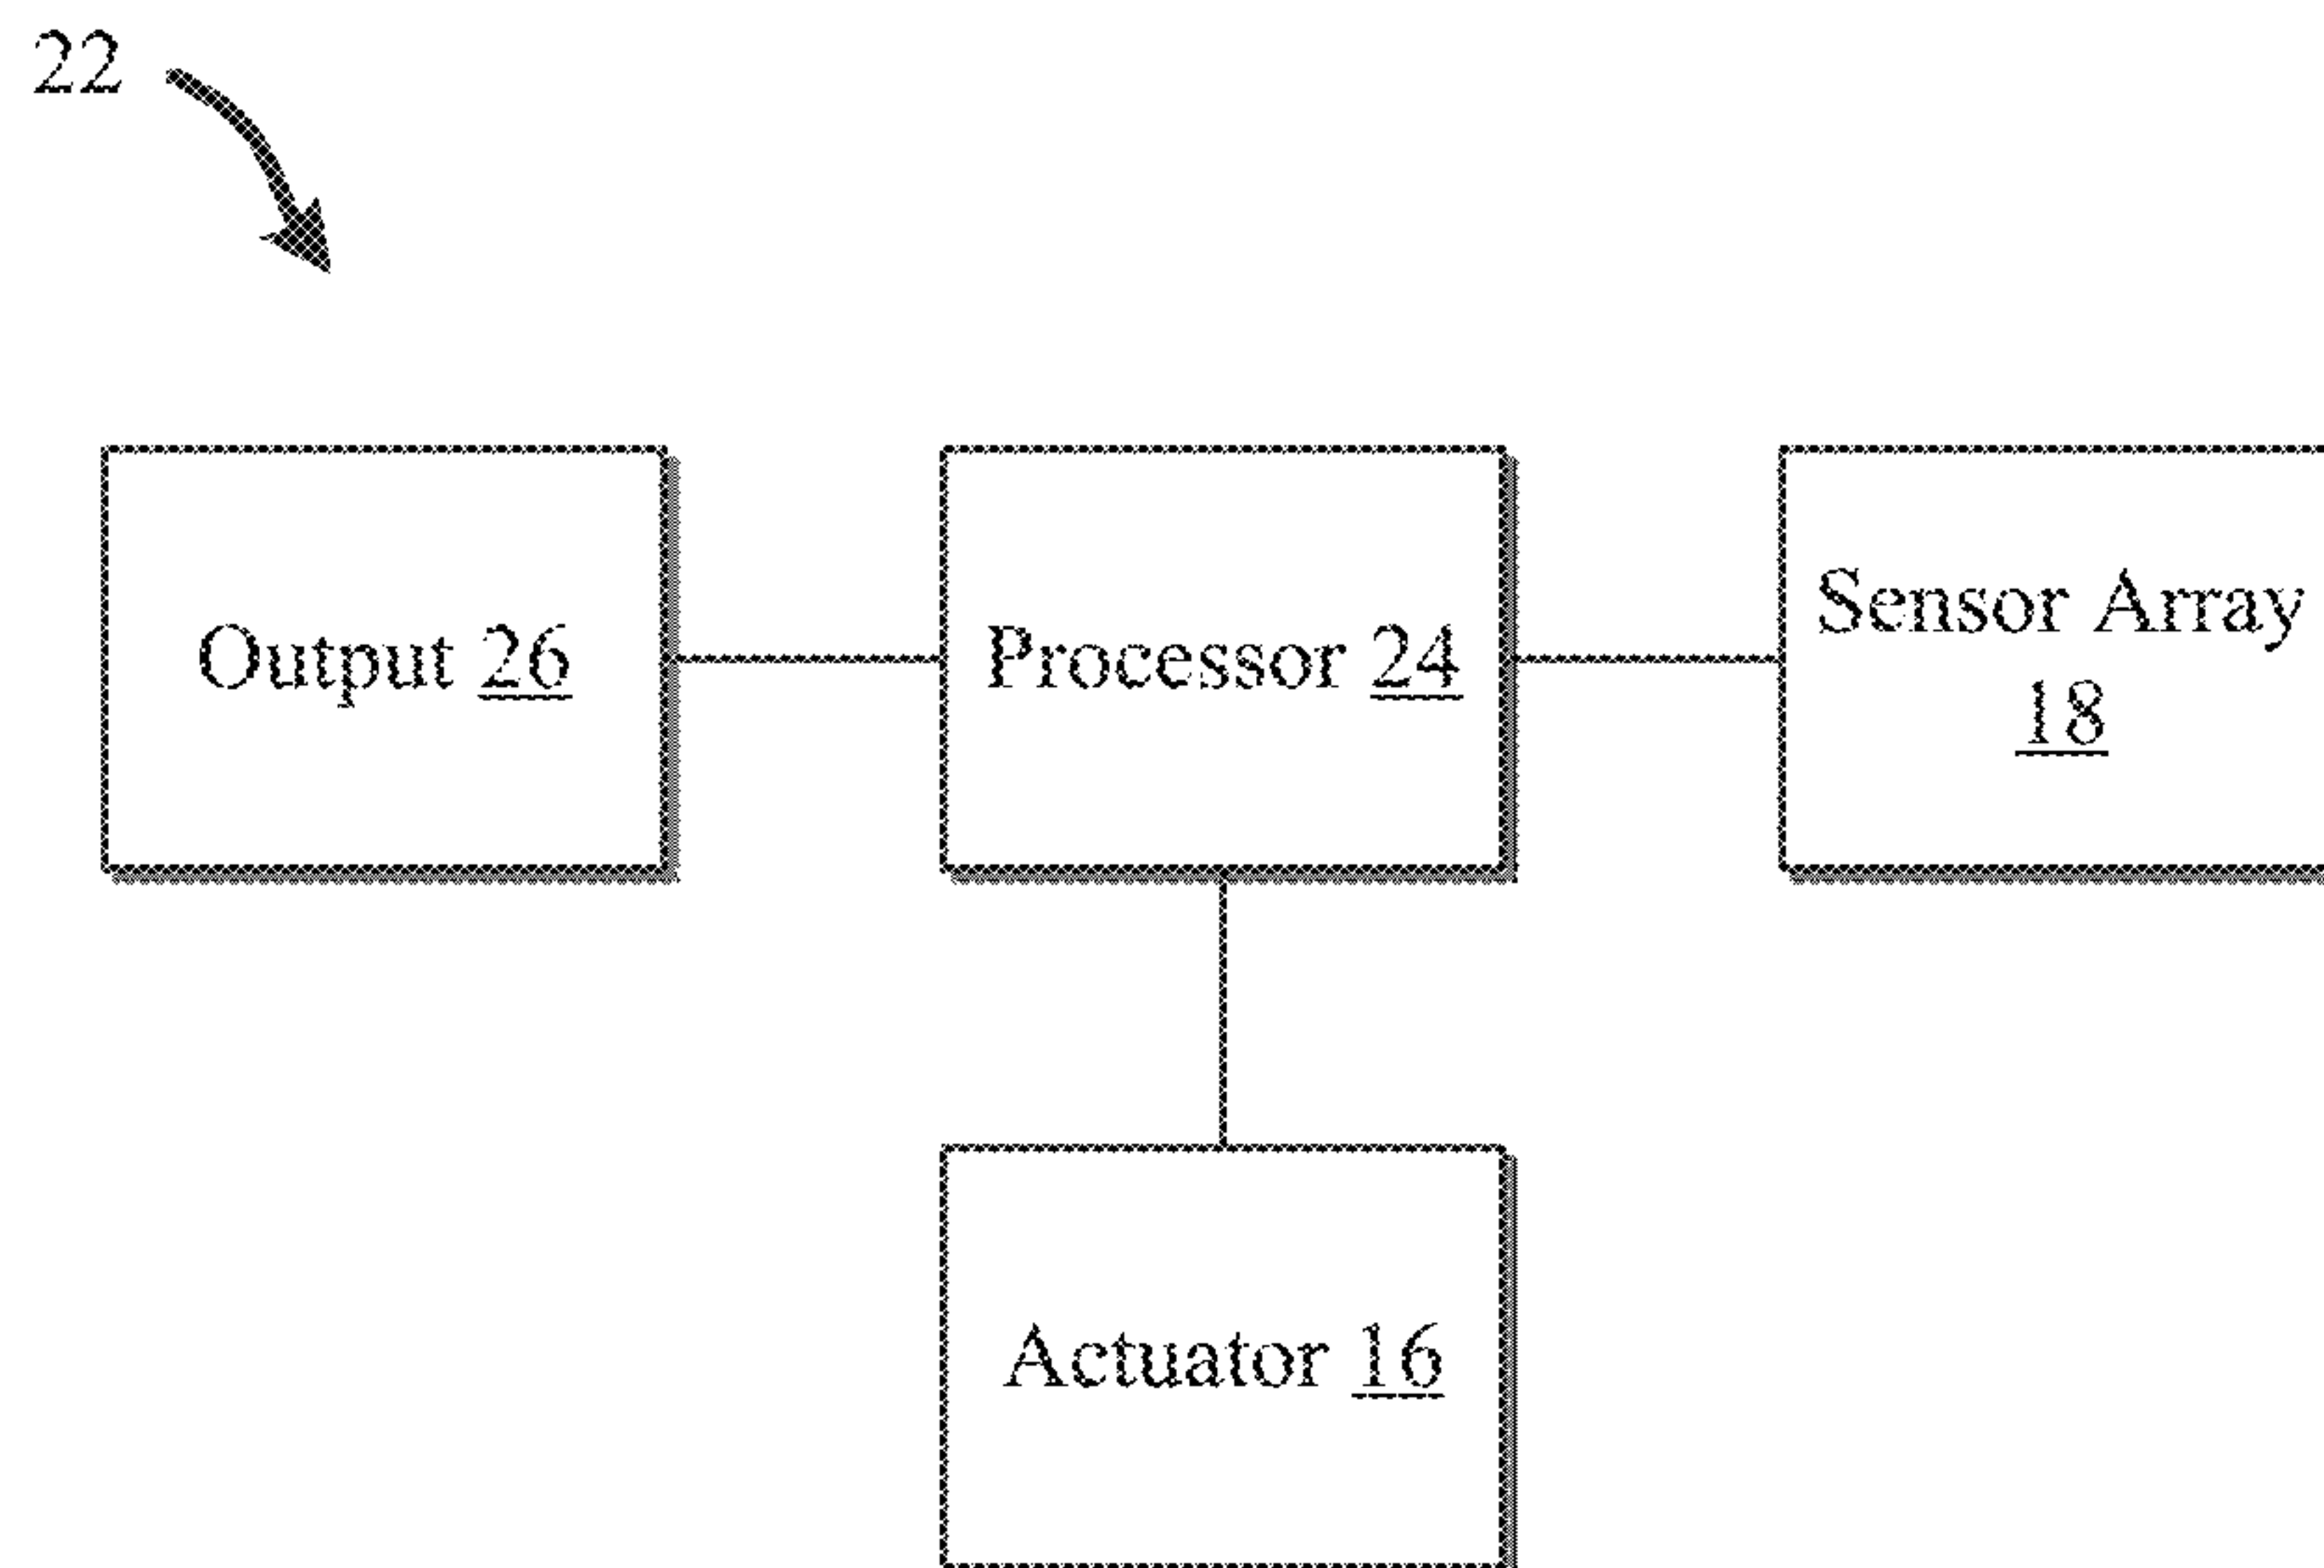 22
Output 26
Processor 24
Sensor Array
18
Actuator 16